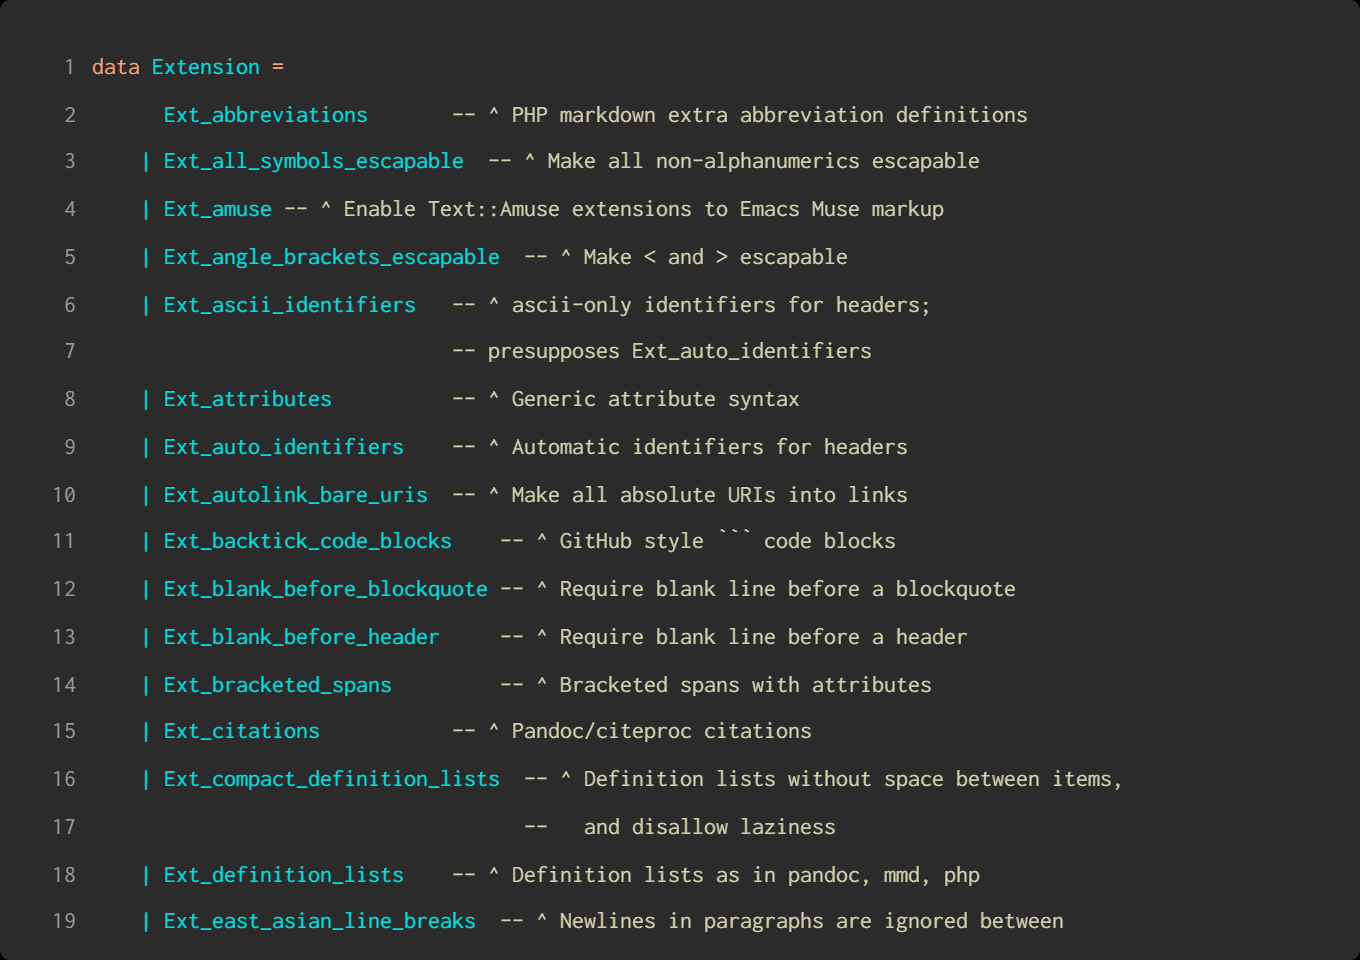 1 data Extension =
2       Ext_abbreviations       -- ^ PHP markdown extra abbreviation definitions
3     | Ext_all_symbols_escapable  -- ^ Make all non-alphanumerics escapable
4     | Ext_amuse -- ^ Enable Text::Amuse extensions to Emacs Muse markup
5     | Ext_angle_brackets_escapable  -- ^ Make < and > escapable
6     | Ext_ascii_identifiers   -- ^ ascii-only identifiers for headers;
7                               -- presupposes Ext_auto_identifiers
8     | Ext_attributes          -- ^ Generic attribute syntax
9     | Ext_auto_identifiers    -- ^ Automatic identifiers for headers
10     | Ext_autolink_bare_uris  -- ^ Make all absolute URIs into links
11     | Ext_backtick_code_blocks    -- ^ GitHub style ``` code blocks
12     | Ext_blank_before_blockquote -- ^ Require blank line before a blockquote
13     | Ext_blank_before_header     -- ^ Require blank line before a header
14     | Ext_bracketed_spans         -- ^ Bracketed spans with attributes
15     | Ext_citations           -- ^ Pandoc/citeproc citations
16     | Ext_compact_definition_lists  -- ^ Definition lists without space between items,
17                                     --   and disallow laziness
18     | Ext_definition_lists    -- ^ Definition lists as in pandoc, mmd, php
19     | Ext_east_asian_line_breaks  -- ^ Newlines in paragraphs are ignored between